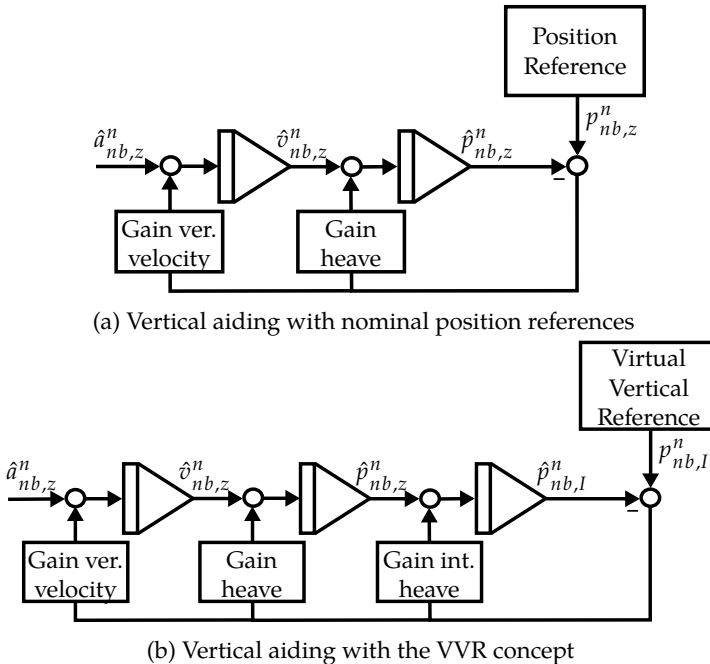 Position
Reference
p^n_{nb,z}
â^n_{nb,z}
v̂^n_{nb,z}
p̂^n_{nb,z}
−
Gain ver.
velocity
Gain
heave
(a) Vertical aiding with nominal position references
Virtual
Vertical
Reference
p^n_{nb,I}
â^n_{nb,z}
v̂^n_{nb,z}
p̂^n_{nb,z}
p̂^n_{nb,I}
−
Gain ver.
velocity
Gain
heave
Gain int.
heave
(b) Vertical aiding with the VVR concept